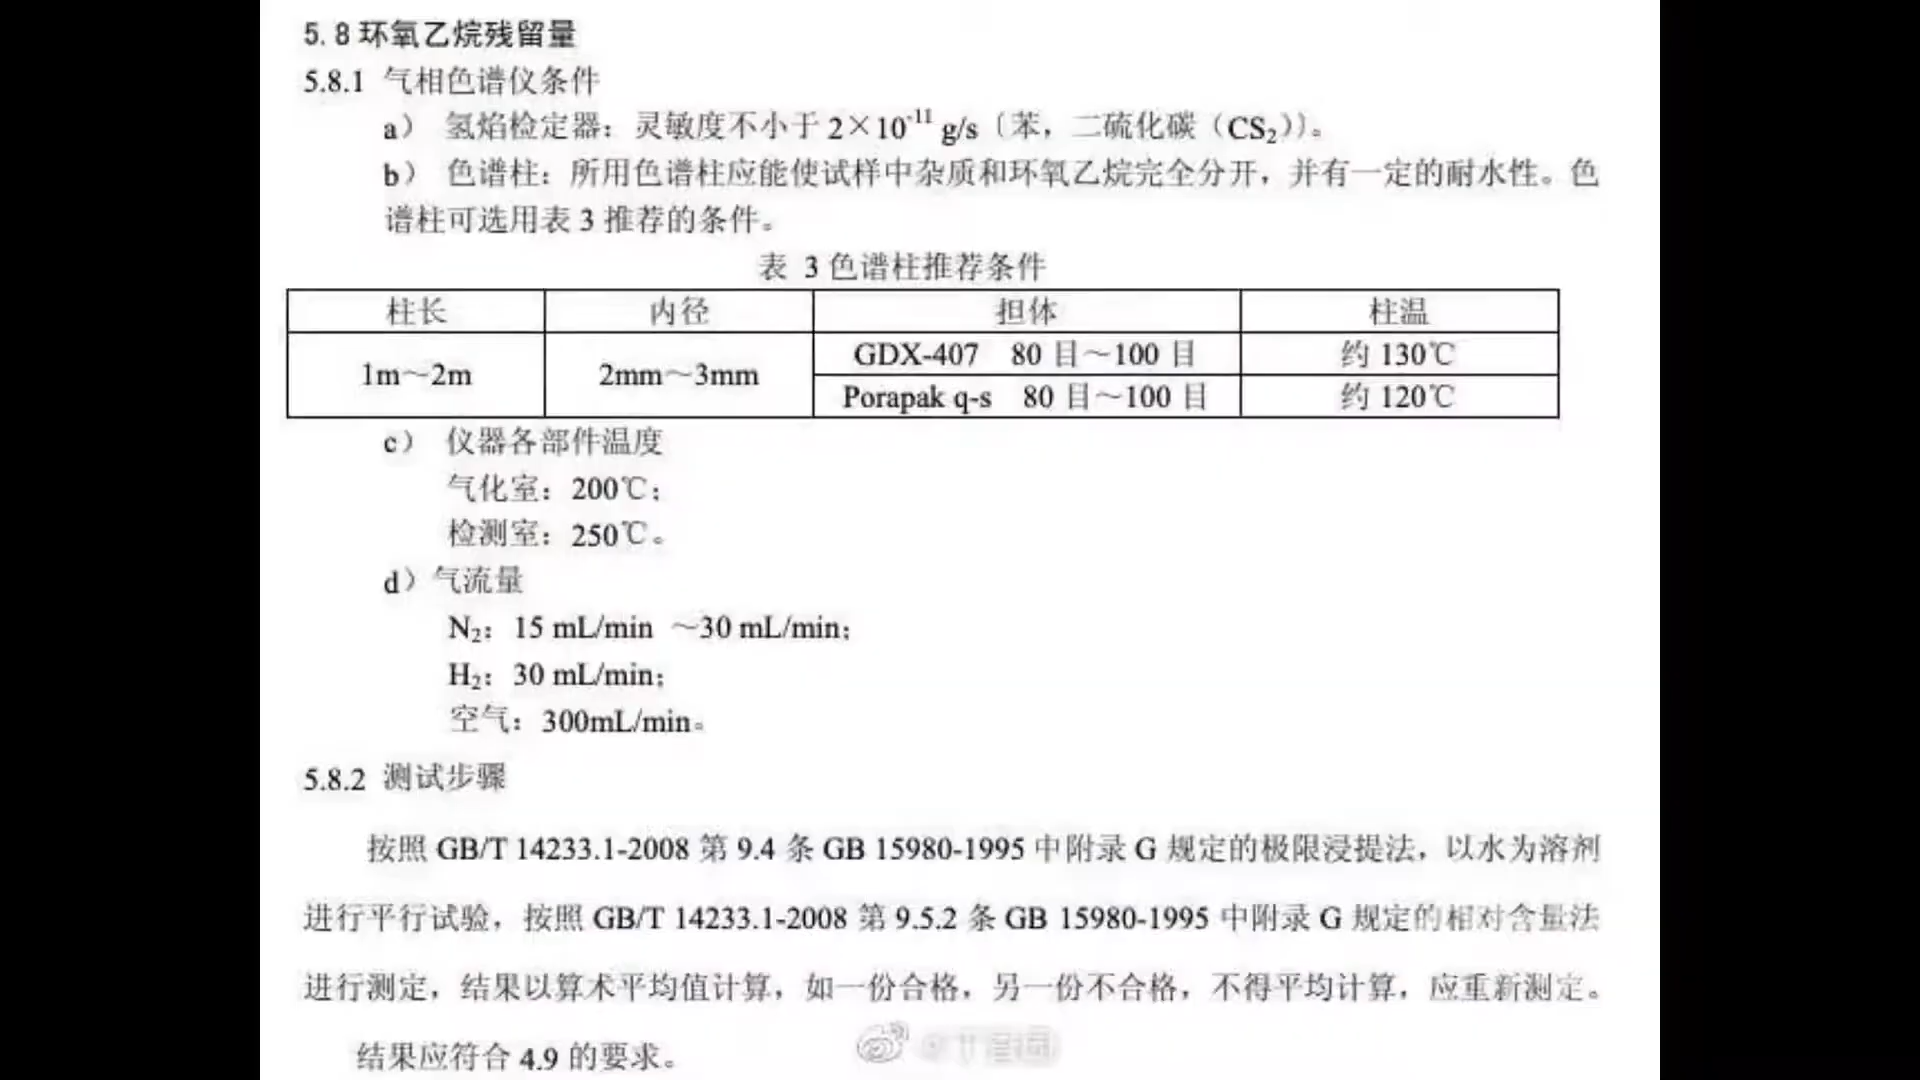 5.8 环氧乙烷残留量
5.8.1 气相色谱仪条件
a） 氢焰检定器：灵敏度不小于 2×10⁻¹¹ g/s〔苯，二硫化碳（CS₂）〕。
b） 色谱柱：所用色谱柱应能使试样中杂质和环氧乙烷完全分开，并有一定的耐水性。色
谱柱可选用表 3 推荐的条件。
表 3 色谱柱推荐条件
柱长 内径 担体 柱温
1m～2m 2mm～3mm GDX-407 80 目～100 目 约 130℃
Porapak q-s 80 目～100 目 约 120℃
c） 仪器各部件温度
气化室：200℃；
检测室：250℃。
d）气流量
N₂：15 mL/min ～30 mL/min；
H₂：30 mL/min；
空气：300mL/min。
5.8.2 测试步骤
按照 GB/T 14233.1-2008 第 9.4 条 GB 15980-1995 中附录 G 规定的极限浸提法，以水为溶剂
进行平行试验，按照 GB/T 14233.1-2008 第 9.5.2 条 GB 15980-1995 中附录 G 规定的相对含量法
进行测定，结果以算术平均值计算，如一份合格，另一份不合格，不得平均计算，应重新测定。
结果应符合 4.9 的要求。